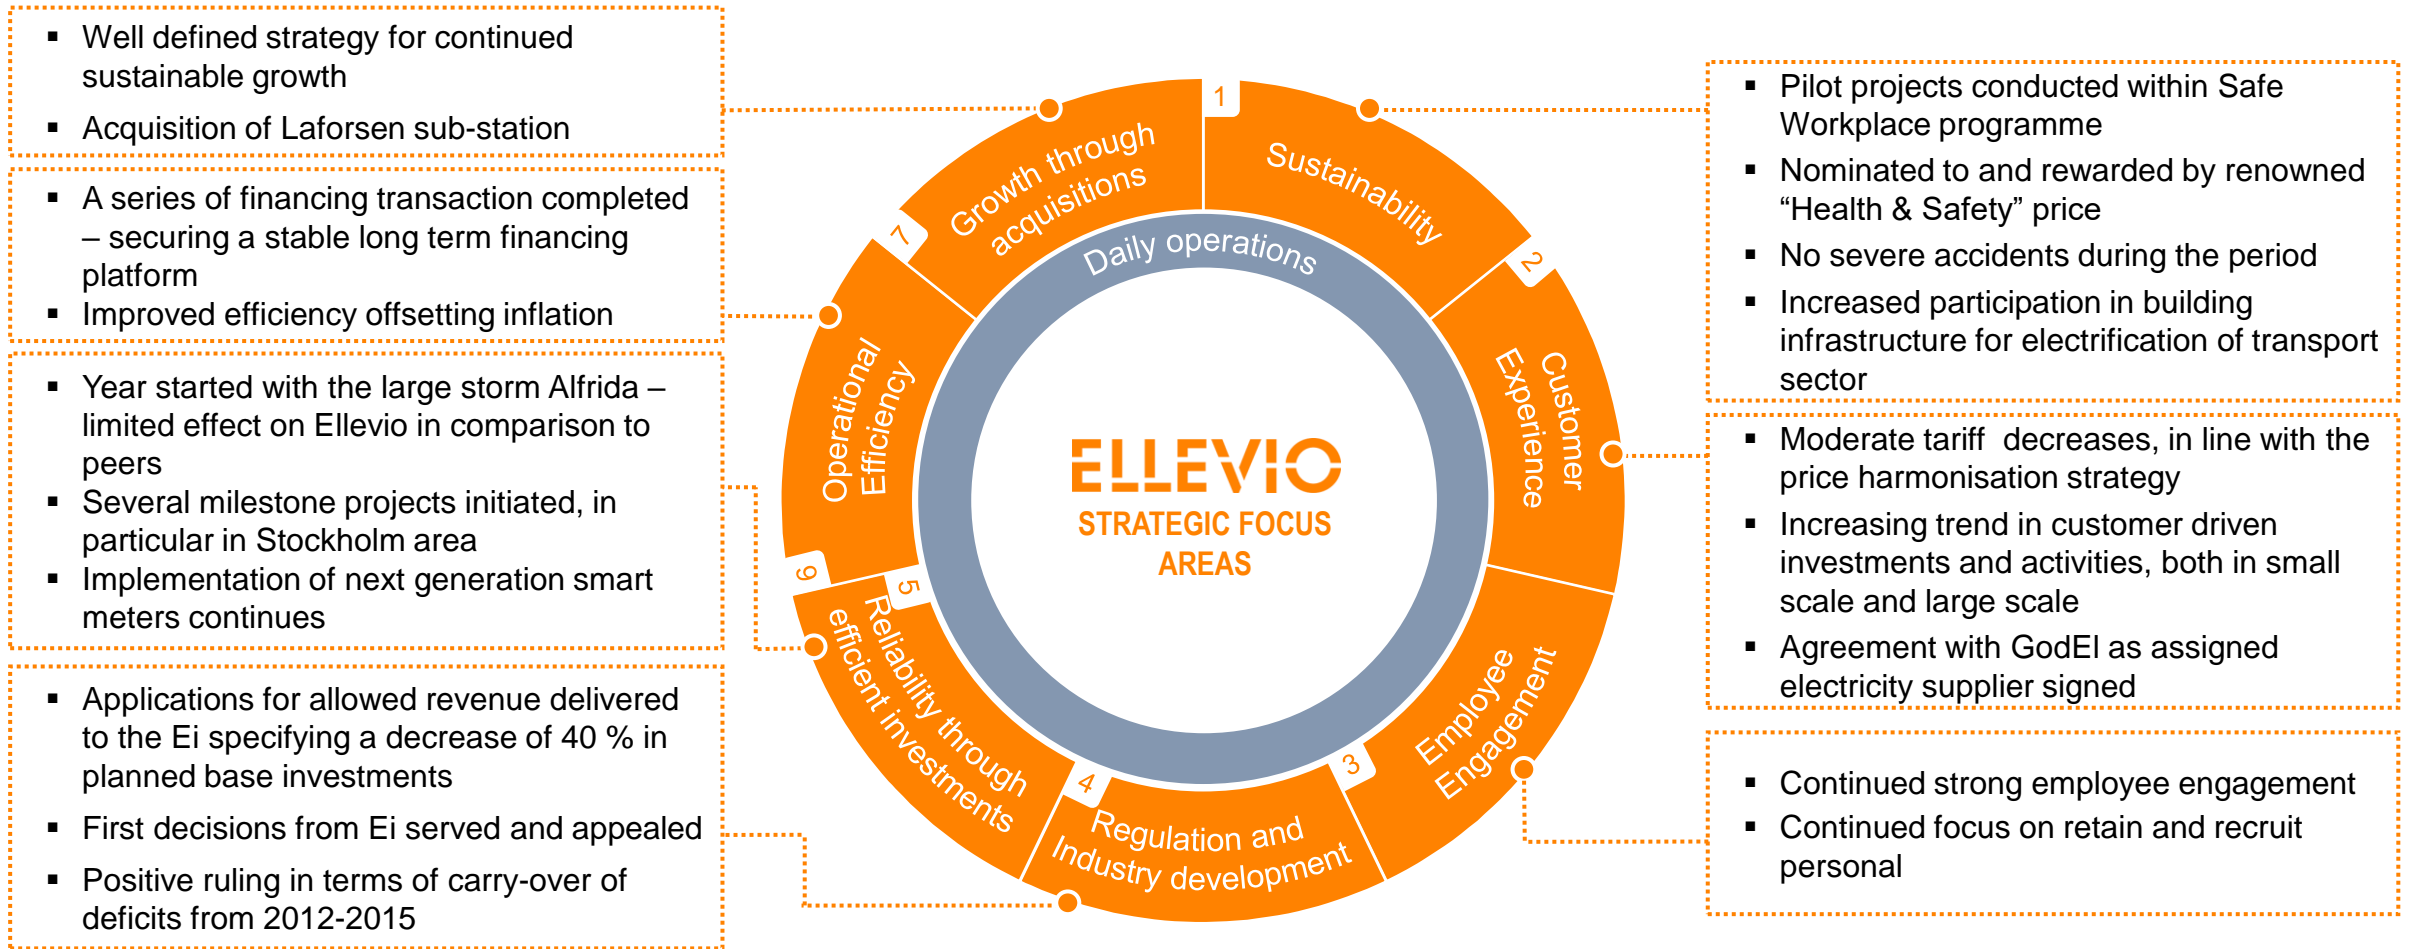 ▪ Well defined strategy for continued
sustainable growth
▪ Acquisition of Laforsen sub-station
▪ A series of financing transaction completed
– securing a stable long term financing
platform
▪ Improved efficiency offsetting inflation
▪ Year started with the large storm Alfrida –
limited effect on Ellevio in comparison to
peers
▪ Several milestone projects initiated, in
particular in Stockholm area
▪ Implementation of next generation smart
meters continues
▪ Applications for allowed revenue delivered
to the Ei specifying a decrease of 40 % in
planned base investments
▪ First decisions from Ei served and appealed
▪ Positive ruling in terms of carry-over of
deficits from 2012-2015
1
Sustainability
2
Customer
Experience
Employee
Engagement
3
Regulation and
Industry development
4
Reliability through
efficient investments
5
6
Operational
Efficiency
7
Growth through
acquisitions
Daily operations
ELLEVIO
STRATEGIC FOCUS
AREAS
▪ Pilot projects conducted within Safe
Workplace programme
▪ Nominated to and rewarded by renowned
“Health & Safety” price
▪ No severe accidents during the period
▪ Increased participation in building
infrastructure for electrification of transport
sector
▪ Moderate tariff  decreases, in line with the
price harmonisation strategy
▪ Increasing trend in customer driven
investments and activities, both in small
scale and large scale
▪ Agreement with GodEl as assigned
electricity supplier signed
▪ Continued strong employee engagement
▪ Continued focus on retain and recruit
personal